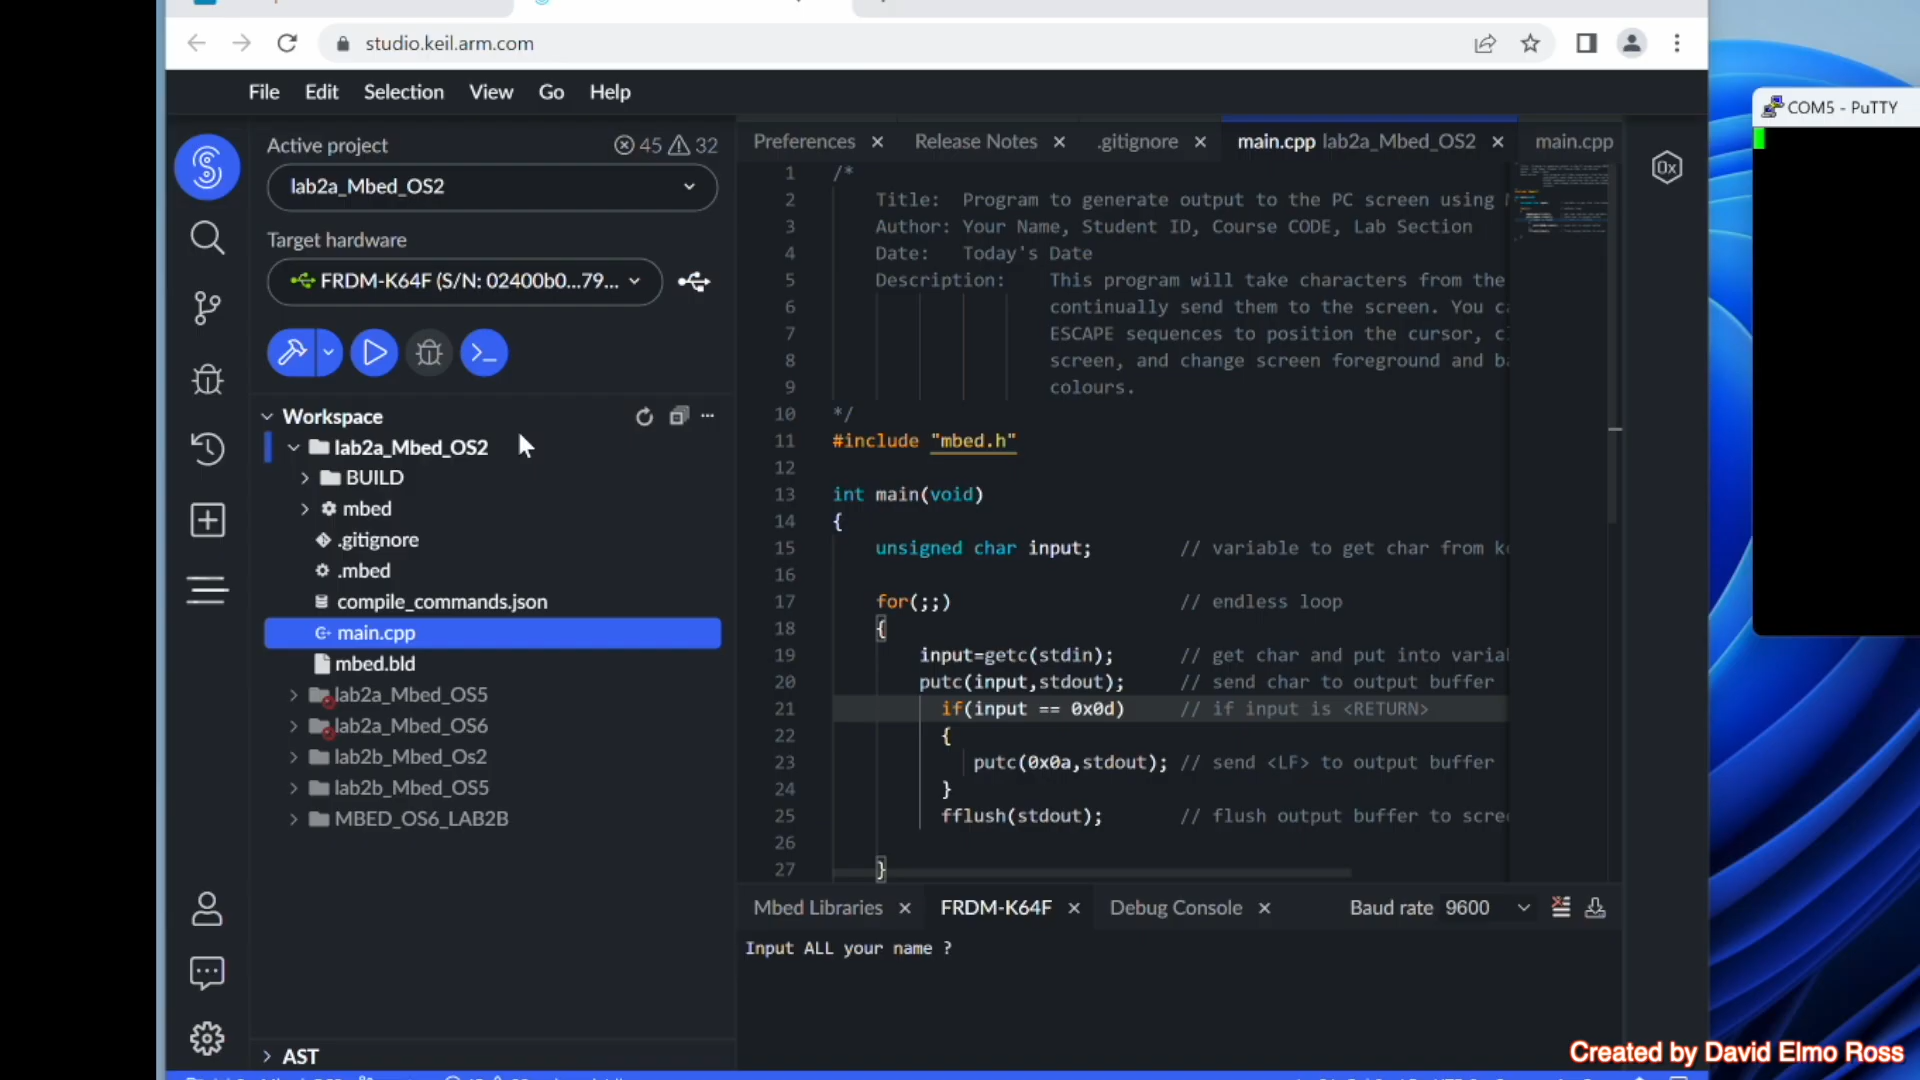 studio.keil.arm.com
File Edit Selection View Go Help
COM5 - PuTTY
Active project 45 32
lab2a_Mbed_OS2
Target hardware
FRDM-K64F (S/N: 02400b0...79...
Workspace
lab2a_Mbed_OS2
BUILD
mbed
.gitignore
.mbed
compile_commands.json
main.cpp
mbed.bld
lab2a_Mbed_OS5
lab2a_Mbed_OS6
lab2b_Mbed_Os2
lab2b_Mbed_OS5
MBED_OS6_LAB2B
AST
Preferences Release Notes .gitignore main.cpp lab2a_Mbed_OS2 main.cpp
0x
1 /*
2 Title: Program to generate output to the PC screen using
3 Author: Your Name, Student ID, Course CODE, Lab Section
4 Date: Today's Date
5 Description: This program will take characters from the
6 continually send them to the screen. You
7 ESCAPE sequences to position the cursor,
8 screen, and change screen foreground and
9 colours.
10 */
11 #include "mbed.h"
12
13 int main(void)
14 {
15 unsigned char input; // variable to get char from
16
17 for(;;) // endless loop
18 {
19 input=getc(stdin); // get char and put into
20 putc(input,stdout); // send char to output buffer
21 if(input == 0x0d) // if input is <RETURN>
22 {
23 putc(0x0a,stdout); // send <LF> to output buffer
24 }
25 fflush(stdout); // flush output buffer to
26
27 }
Mbed Libraries FRDM-K64F Debug Console Baud rate 9600
Input ALL your name ?
Created by David Elmo Ross